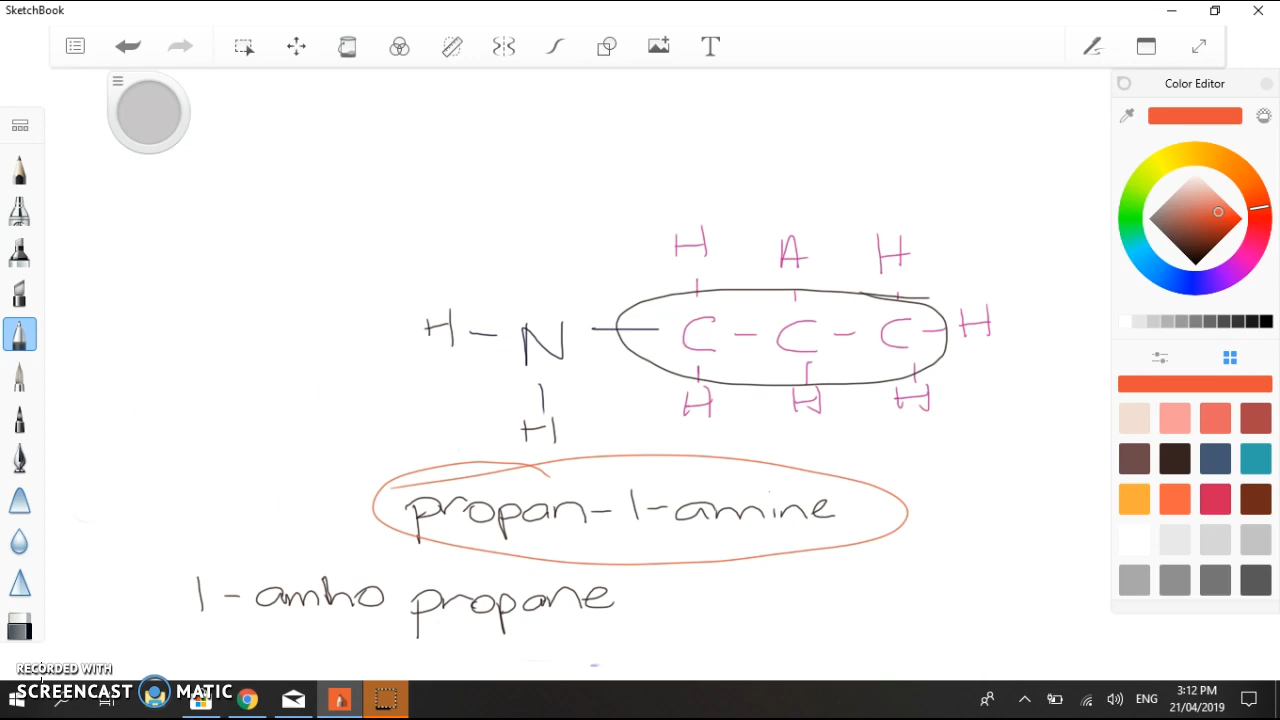 SketchBook
Color Editor
H A H
H - N — C - C - C - H
H H H
H
propan-1-amine
1-amino propane
RECORDED WITH
SCREENCAST MATIC
ENG
3:12 PM
21/04/2019